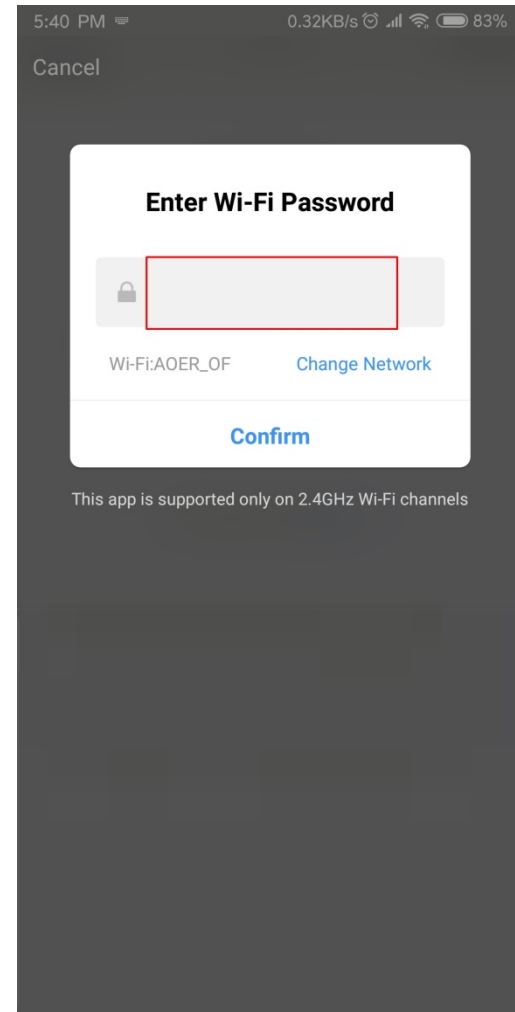 5:40 PM 0.32KB/s 83%
Cancel
Enter Wi-Fi Password
Wi-Fi:AOER_OF Change Network
Confirm
This app is supported only on 2.4GHz Wi-Fi channels